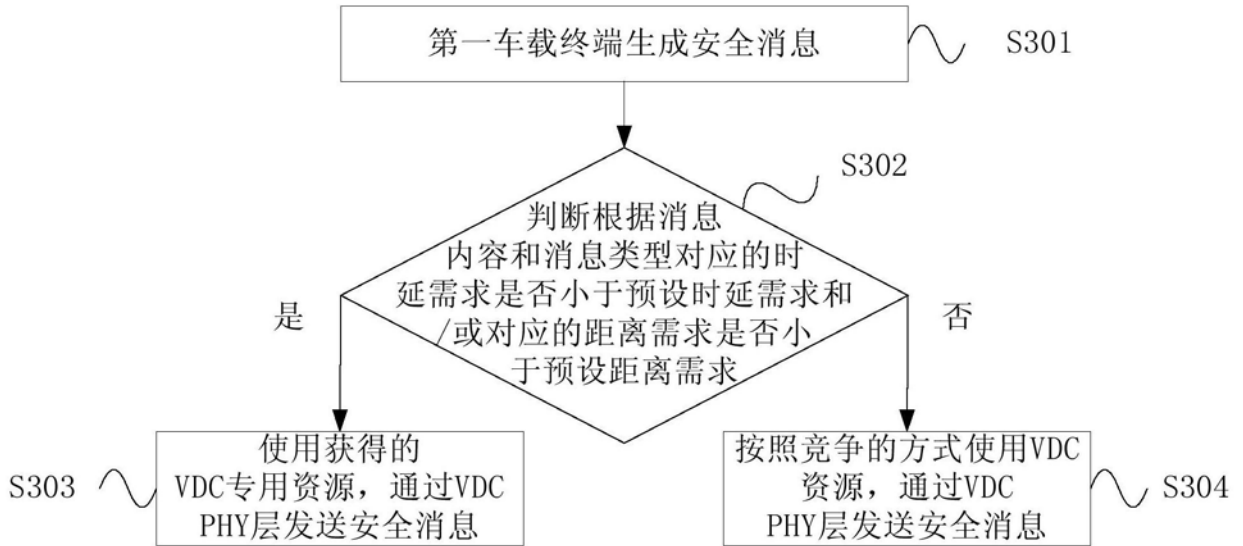 第一车载终端生成安全消息
S301
S302
判断根据消息
内容和消息类型对应的时
延需求是否小于预设时延需求和
/或对应的距离需求是否小
于预设距离需求
是
否
S303
使用获得的
VDC专用资源，通过VDC
PHY层发送安全消息
按照竞争的方式使用VDC
资源，通过VDC
PHY层发送安全消息
S304